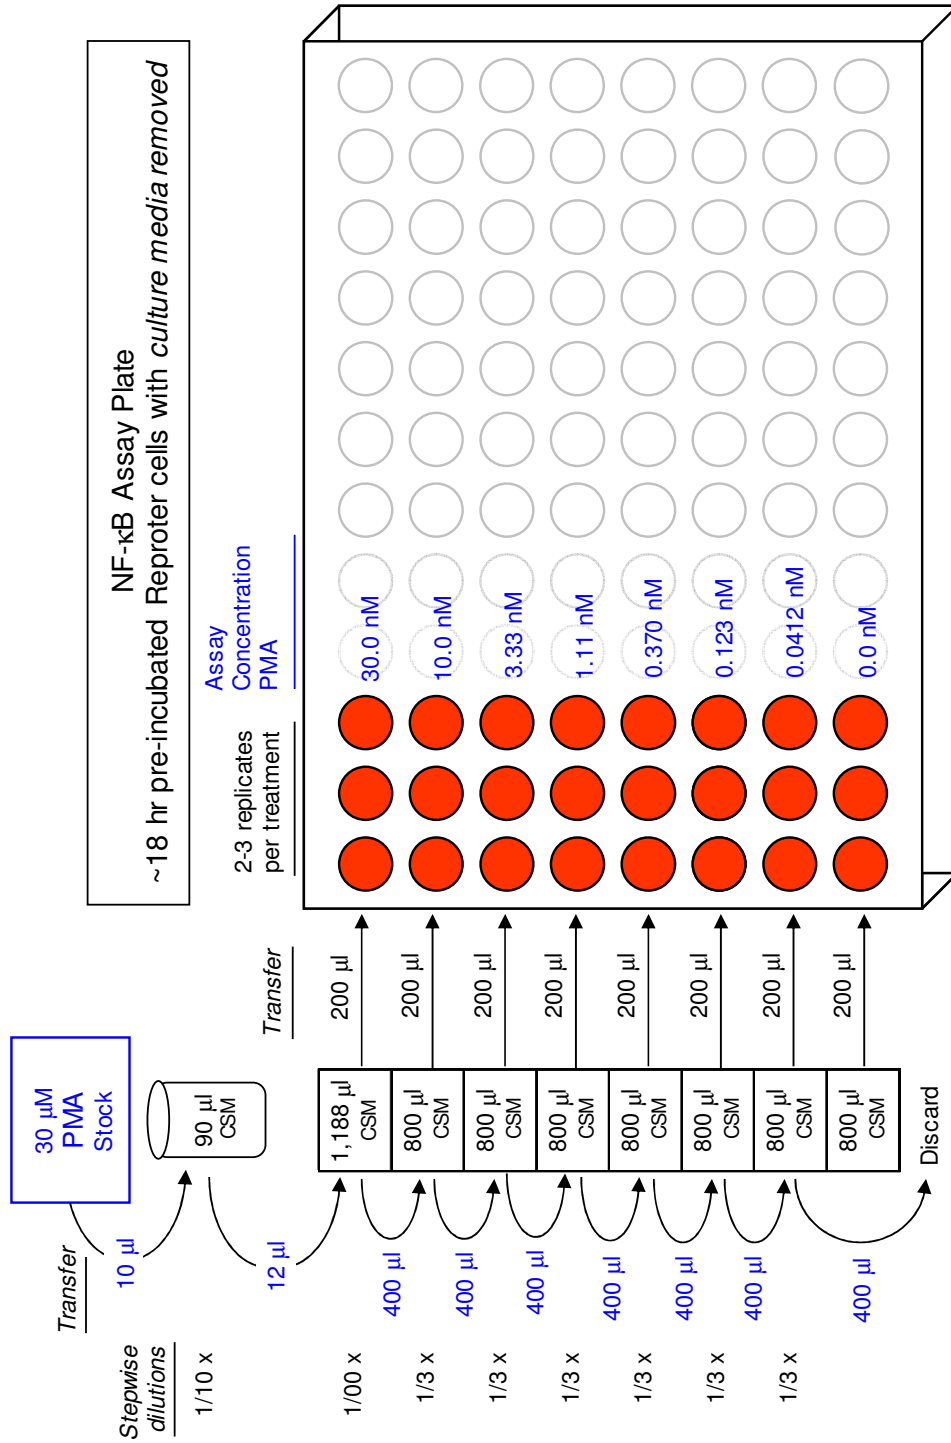 NF-κB Assay Plate
~18 hr pre-incubated Reproter cells with culture media removed
Stepwise
dilutions
Transfer
30 µM
PMA
Stock
1/10 x
10 µl
90 µl
CSM
12 µl
Transfer
2-3 replicates
per treatment
Assay
Concentration
PMA
1/00 x
1,188 µl
CSM
200 µl
30.0 nM
1/3 x
400 µl
800 µl
CSM
200 µl
10.0 nM
1/3 x
400 µl
800 µl
CSM
200 µl
3.33 nM
1/3 x
400 µl
800 µl
CSM
200 µl
1.11 nM
1/3 x
400 µl
800 µl
CSM
200 µl
0.370 nM
1/3 x
400 µl
800 µl
CSM
200 µl
0.123 nM
1/3 x
400 µl
800 µl
CSM
200 µl
0.0412 nM
400 µl
800 µl
CSM
200 µl
0.0 nM
Discard